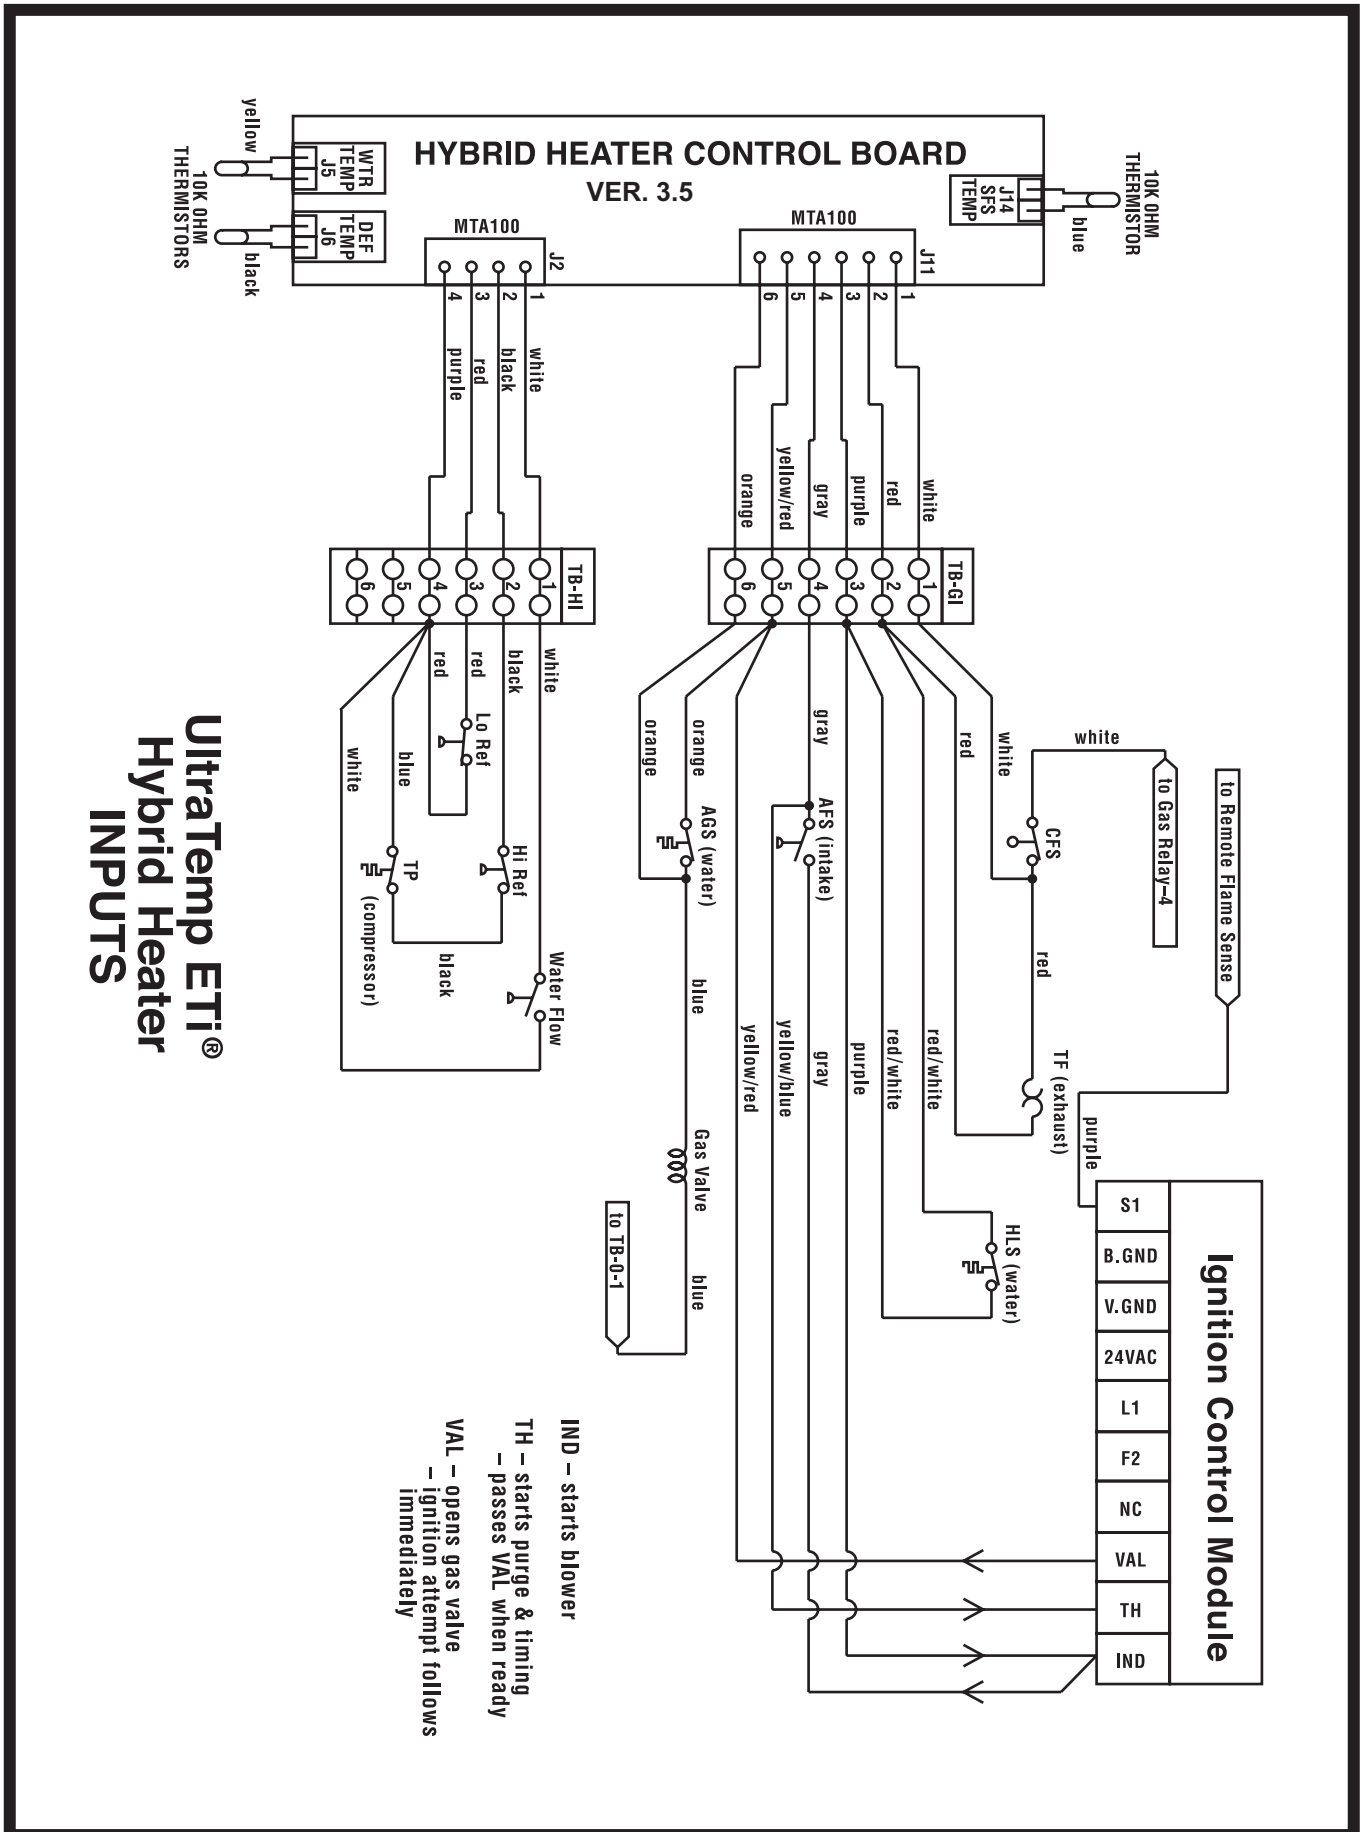 HYBRID HEATER CONTROL BOARD
VER. 3.5
yellow
WTR
TEMP
J5
10K OHM
THERMISTORS
DEF
TEMP
J6
black
MTA100
J2
4
3
2
1
purple
red
black
white
MTA100
J11
6
5
4
3
2
1
J14
SFS
TEMP
10K OHM
THERMISTOR
blue
orange
yellow/red
gray
purple
red
white
TB-HI
1
2
3
4
5
6
TB-GI
1
2
3
4
5
6
white
black
red
red
Lo Ref
blue
white
Hi Ref
TP
(compressor)
black
Water Flow
orange
orange
AGS (water)
blue
Gas Valve
blue
to TB-0-1
gray
AFS (intake)
yellow/red
yellow/blue
gray
purple
red/white
red/white
HLS (water)
red
white
white
CFS
to Gas Relay–4
to Remote Flame Sense
red
TF (exhaust)
purple
Ignition Control Module
S1
B.GND
V.GND
24VAC
L1
F2
NC
VAL
TH
IND
IND – starts blower
TH – starts purge & timing
– passes VAL when ready
VAL – opens gas valve
– ignition attempt follows
immediately
UltraTemp ETi®
Hybrid Heater
INPUTS